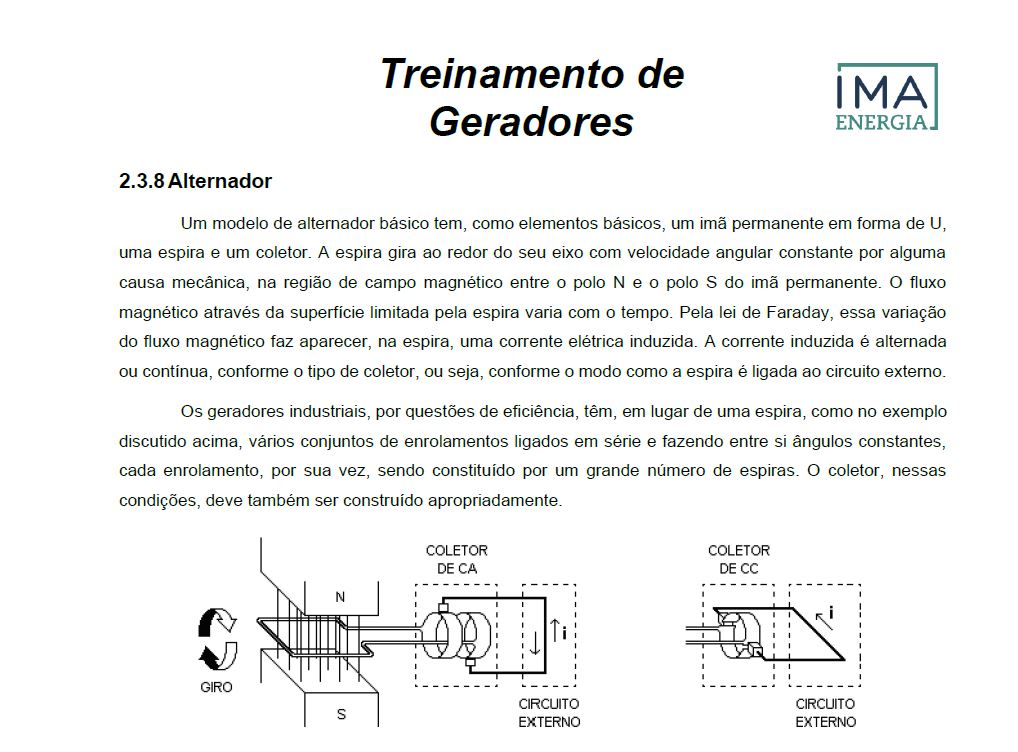 Treinamento de
Geradores
IMA
ENERGIA
2.3.8 Alternador
Um modelo de alternador básico tem, como elementos básicos, um imã permanente em forma de U,
uma espira e um coletor. A espira gira ao redor do seu eixo com velocidade angular constante por alguma
causa mecânica, na região de campo magnético entre o polo N e o polo S do imã permanente. O fluxo
magnético através da superfície limitada pela espira varia com o tempo. Pela lei de Faraday, essa variação
do fluxo magnético faz aparecer, na espira, uma corrente elétrica induzida. A corrente induzida é alternada
ou contínua, conforme o tipo de coletor, ou seja, conforme o modo como a espira é ligada ao circuito externo.
Os geradores industriais, por questões de eficiência, têm, em lugar de uma espira, como no exemplo
discutido acima, vários conjuntos de enrolamentos ligados em série e fazendo entre si ângulos constantes,
cada enrolamento, por sua vez, sendo constituído por um grande número de espiras. O coletor, nessas
condições, deve também ser construído apropriadamente.
COLETOR
DE CA
COLETOR
DE CC
N
i
i
GIRO
S
CIRCUITO
EXTERNO
CIRCUITO
EXTERNO